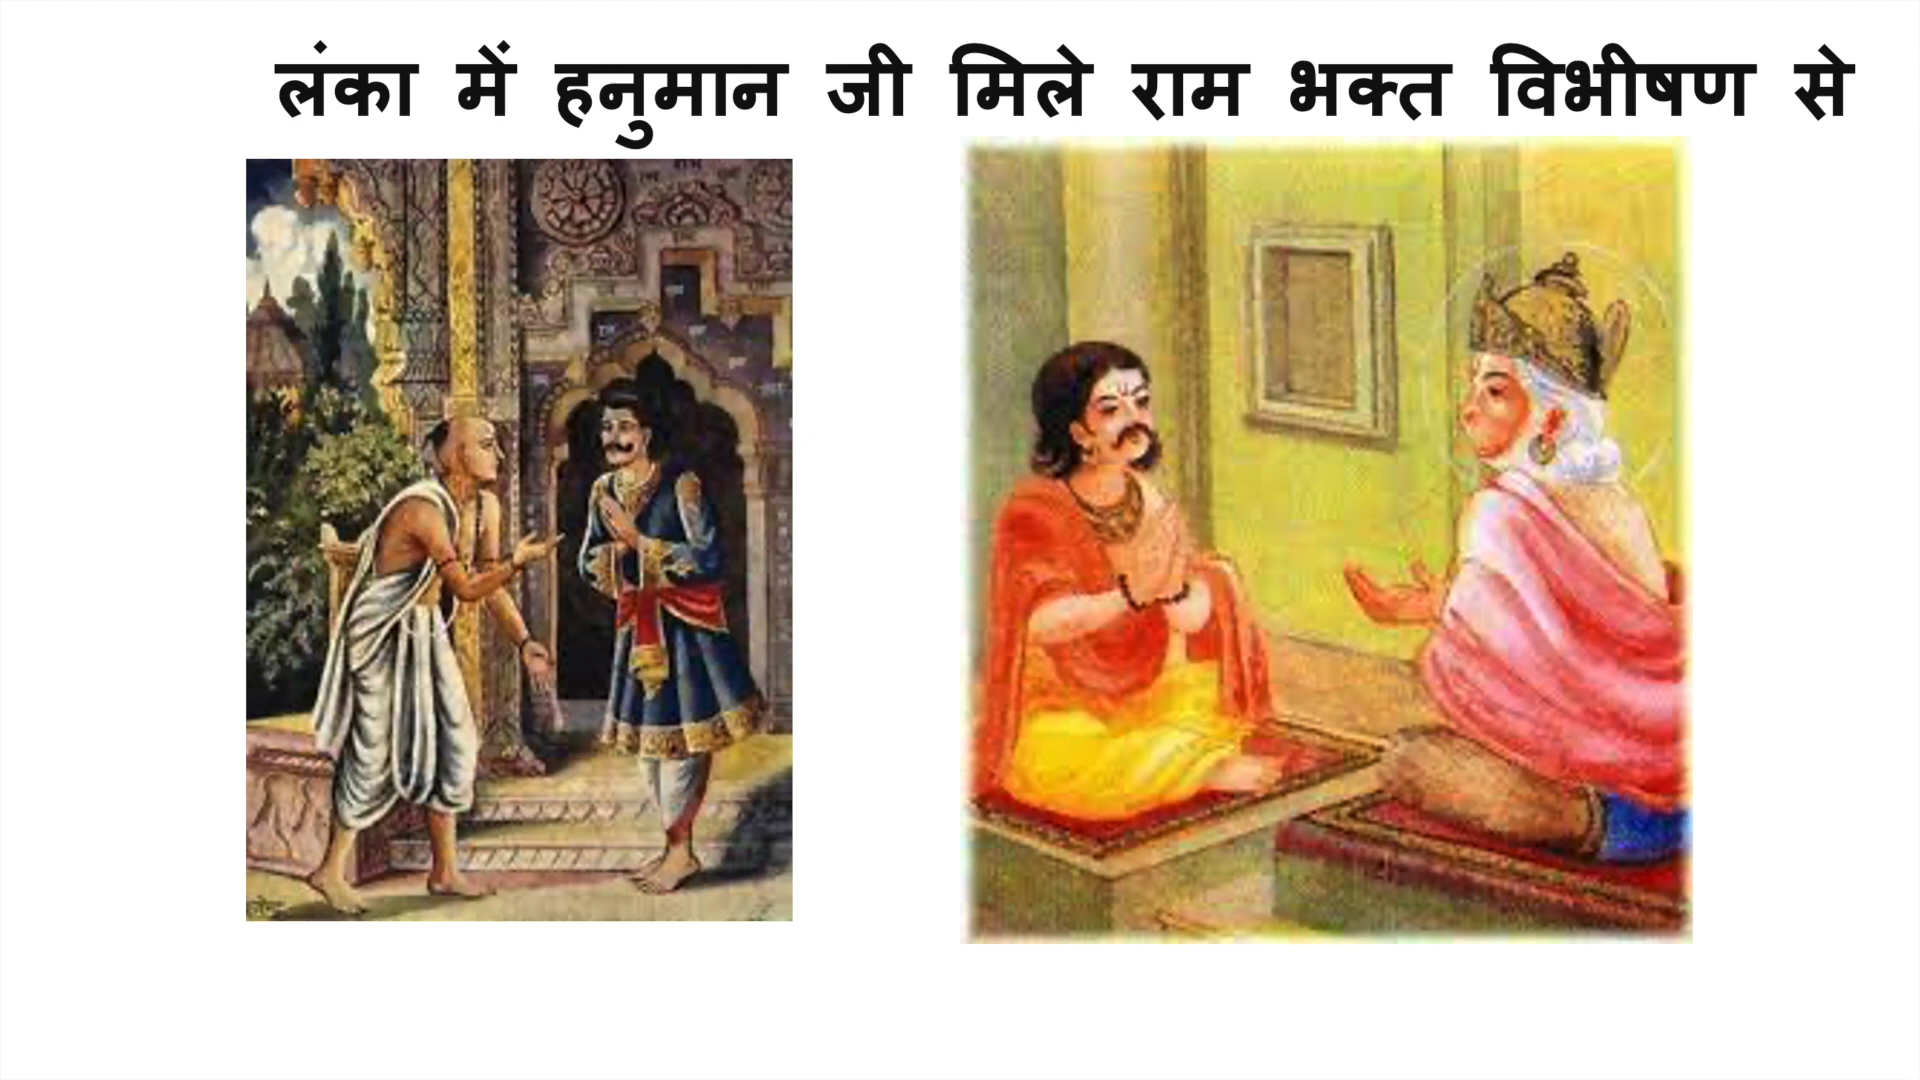 लंका में हनुमान जी मिले राम भक्त विभीषण से